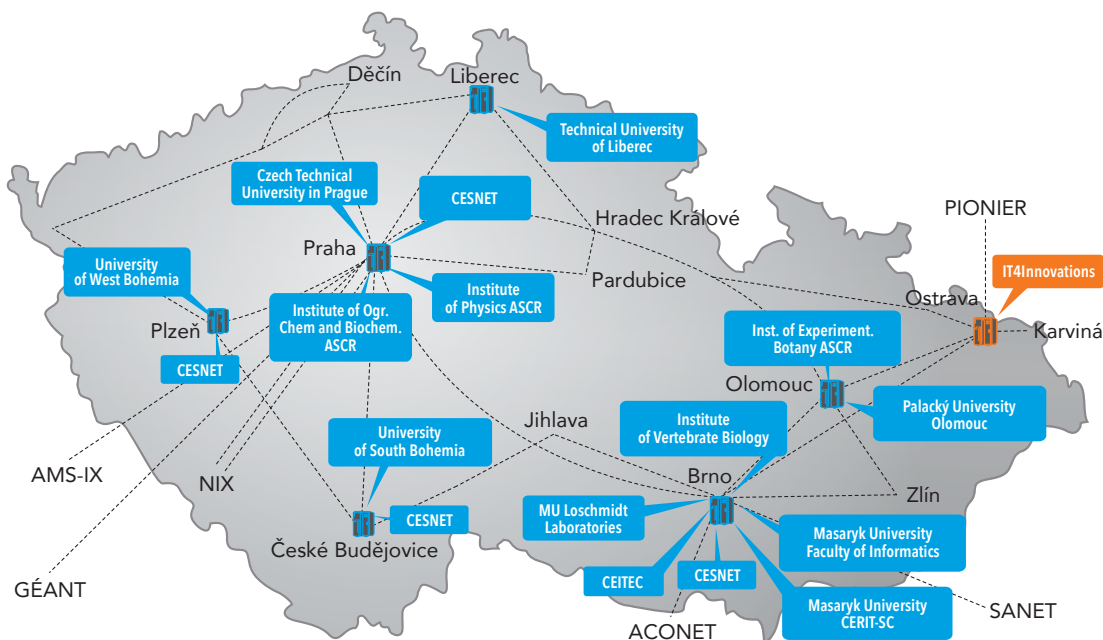 Děčín
Liberec
Technical University
of Liberec
Czech Technical
University in Prague
CESNET
Hradec Králové
PIONIER
Praha
University
of West Bohemia
Institute
of Physics ASCR
Pardubice
IT4Innovations
Ostrava
Karviná
Institute of Ogr.
Chem and Biochem.
ASCR
Plzeň
CESNET
Inst. of Experiment.
Botany ASCR
Olomouc
Palacký University
Olomouc
Jihlava
Institute
of Vertebrate Biology
University
of South Bohemia
AMS-IX
NIX
Brno
Zlín
MU Loschmidt
Laboratories
CESNET
České Budějovice
Masaryk University
Faculty of Informatics
GÉANT
CEITEC
CESNET
Masaryk University
CERIT-SC
SANET
ACONET